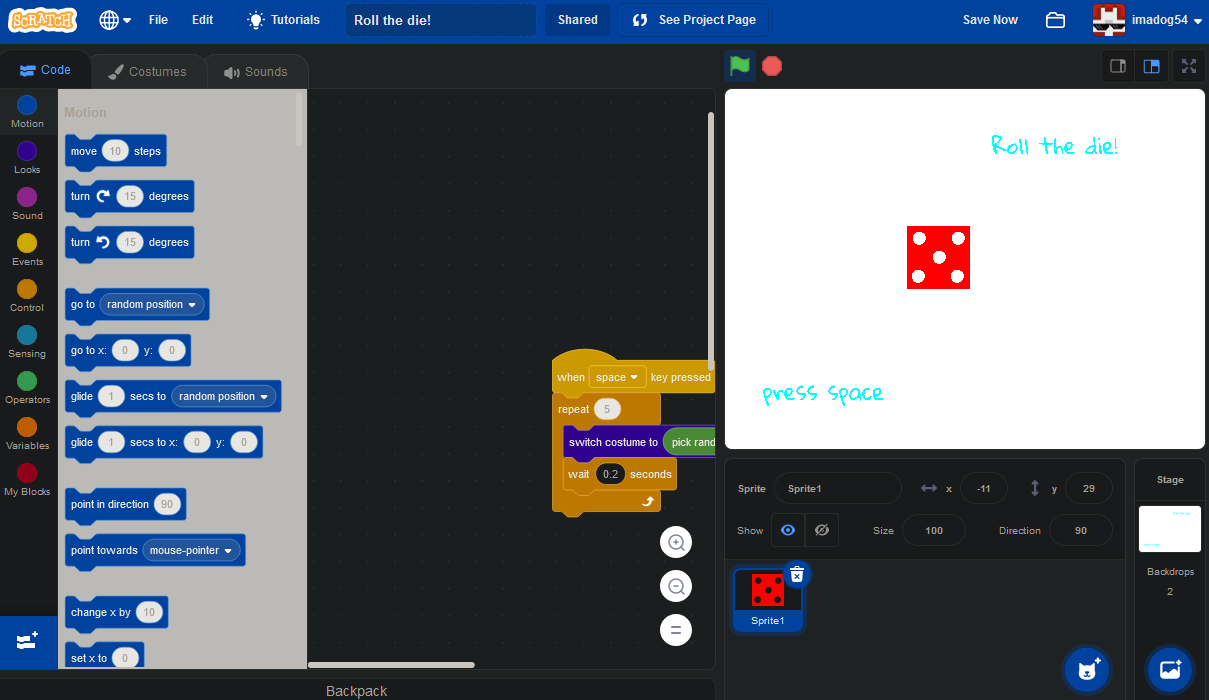 SCRATCH File Edit Tutorials Roll the die! Shared See Project Page Save Now imadog54
Code Costumes Sounds
Motion
Looks
Sound
Events
Control
Sensing
Operators
Variables
My Blocks
Motion
move 10 steps
turn 15 degrees
turn 15 degrees
go to random position
go to x: 0 y: 0
glide 1 secs to random position
glide 1 secs to x: 0 y: 0
point in direction 90
point towards mouse-pointer
change x by 10
set x to 0
when space key pressed
repeat 5
switch costume to pick rand
wait 0.2 seconds
Backpack
Roll the die!
press space
Sprite Sprite1 x -11 y 29
Show Size 100 Direction 90
Sprite1
Stage
Backdrops
2